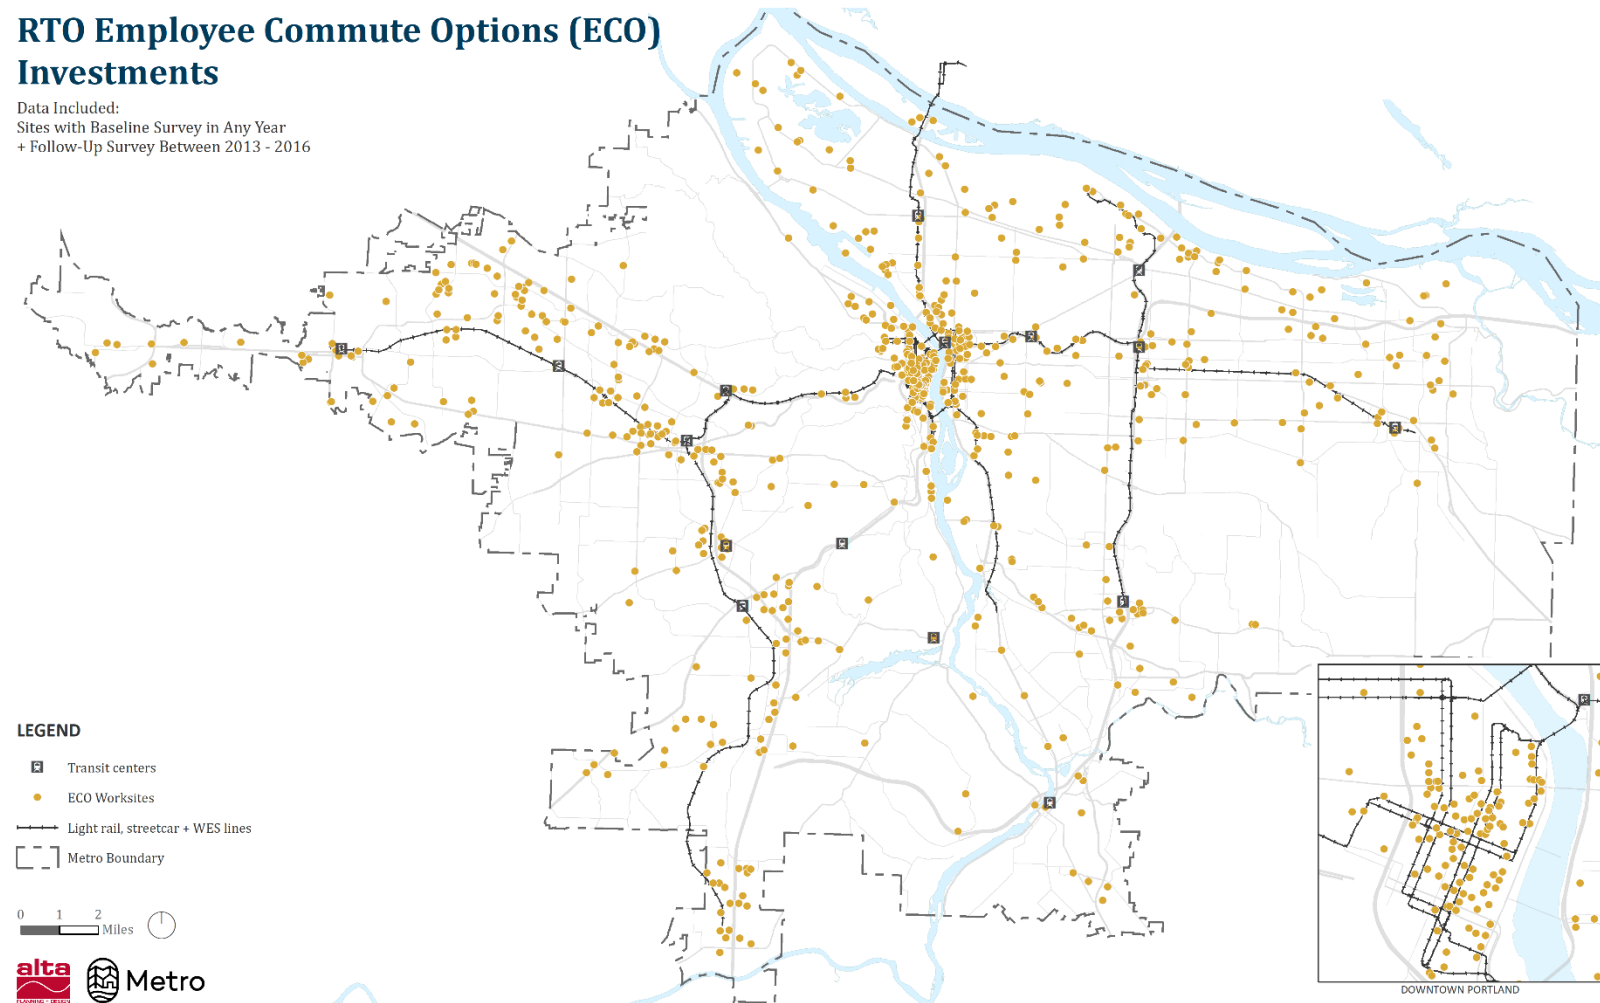 RTO Employee Commute Options (ECO)
Investments
Data Included:
Sites with Baseline Survey in Any Year
+ Follow-Up Survey Between 2013 - 2016
LEGEND
Transit centers
ECO Worksites
Light rail, streetcar + WES lines
Metro Boundary
0 1 2
Miles
alta
PLANNING + DESIGN
Metro
DOWNTOWN PORTLAND